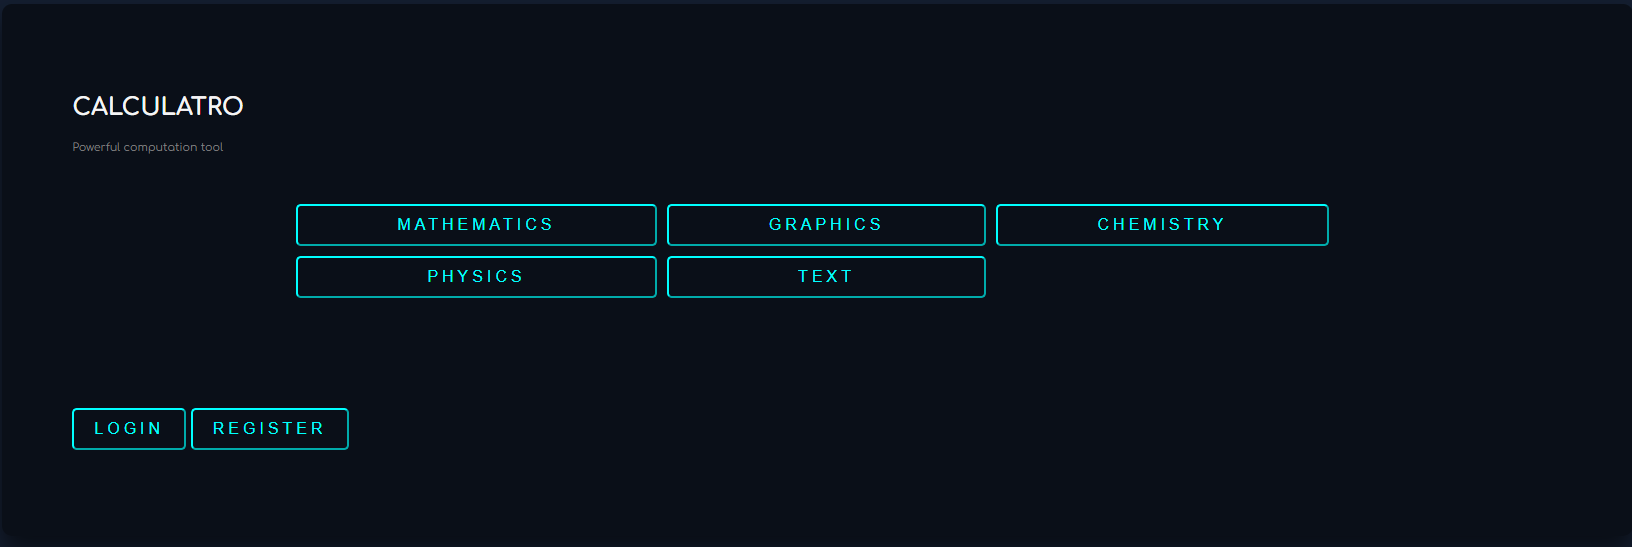 CALCULATRO
Powerful computation tool
MATHEMATICS GRAPHICS CHEMISTRY
PHYSICS TEXT
LOGIN REGISTER